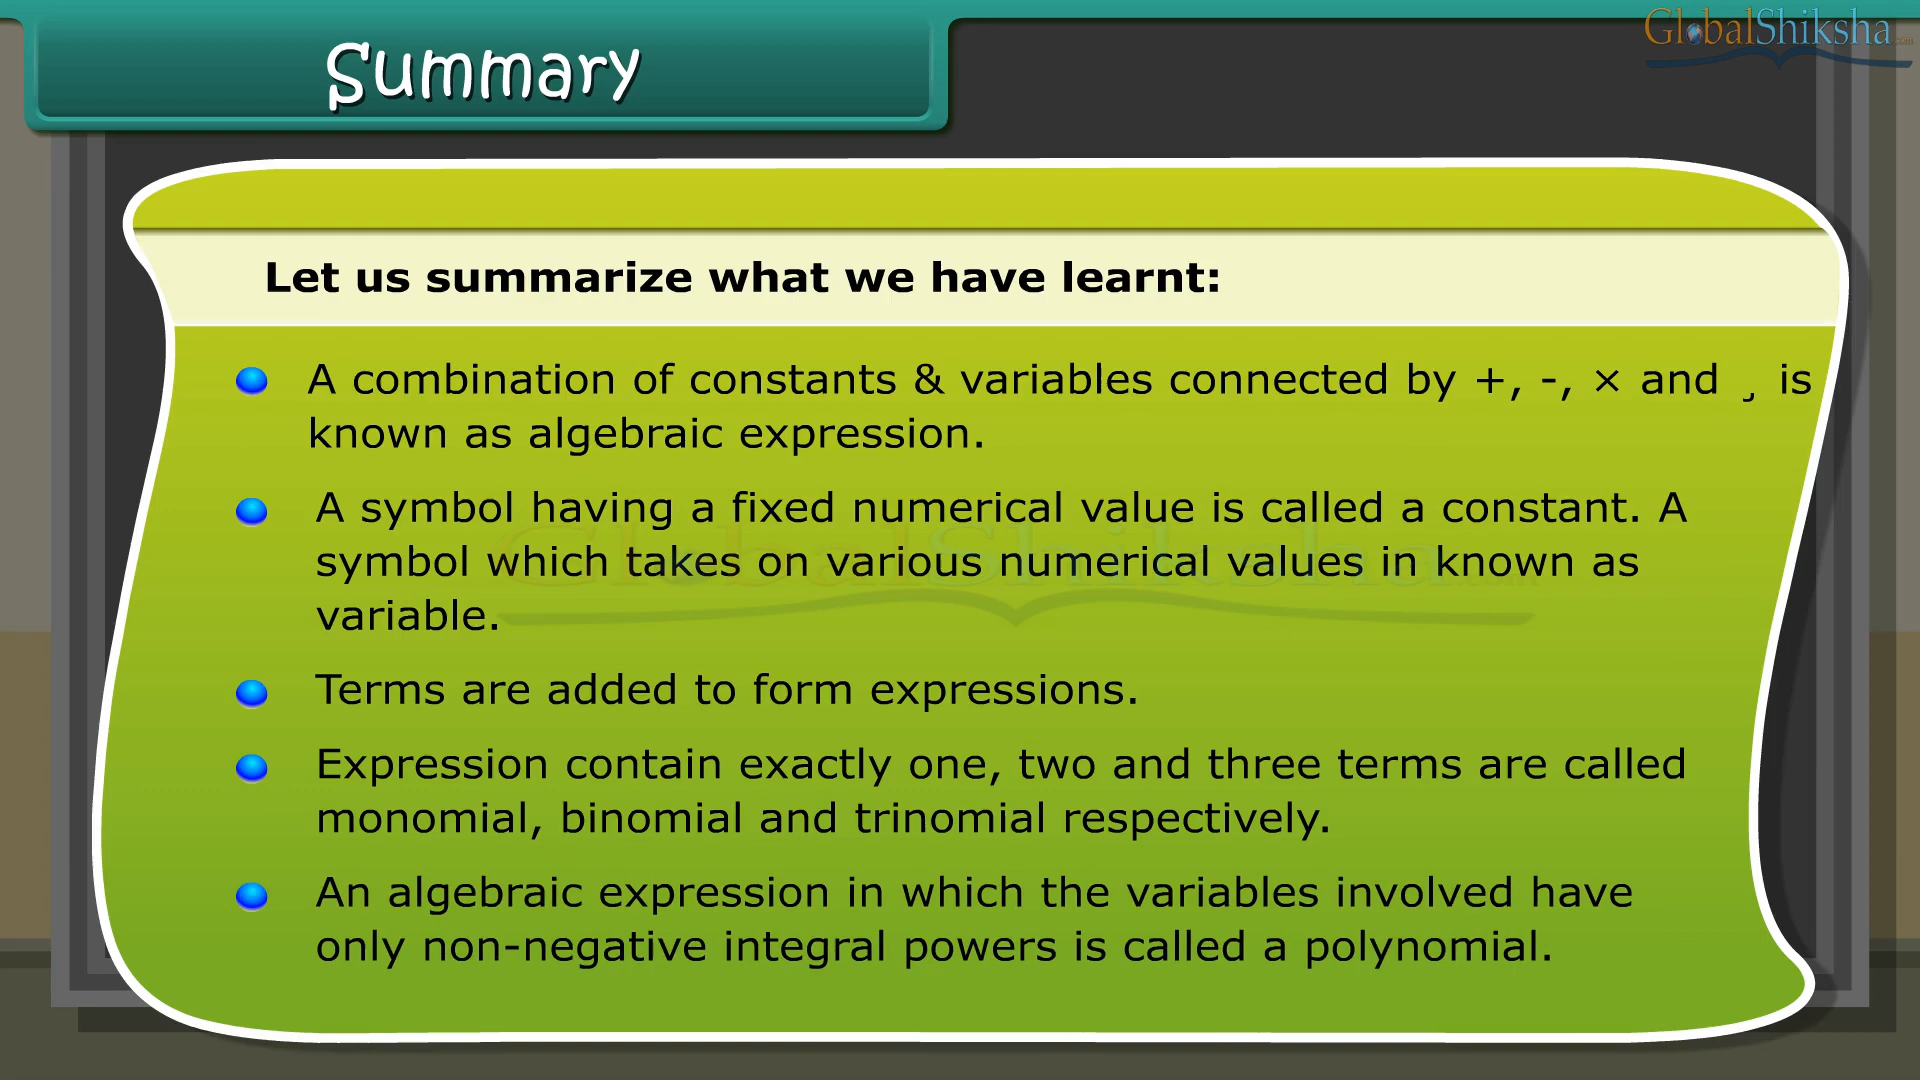 Summary
GlobalShiksha.com
Let us summarize what we have learnt:
A combination of constants & variables connected by +, -, × and ¸ is
known as algebraic expression.
A symbol having a fixed numerical value is called a constant. A
symbol which takes on various numerical values in known as
variable.
Terms are added to form expressions.
Expression contain exactly one, two and three terms are called
monomial, binomial and trinomial respectively.
An algebraic expression in which the variables involved have
only non-negative integral powers is called a polynomial.